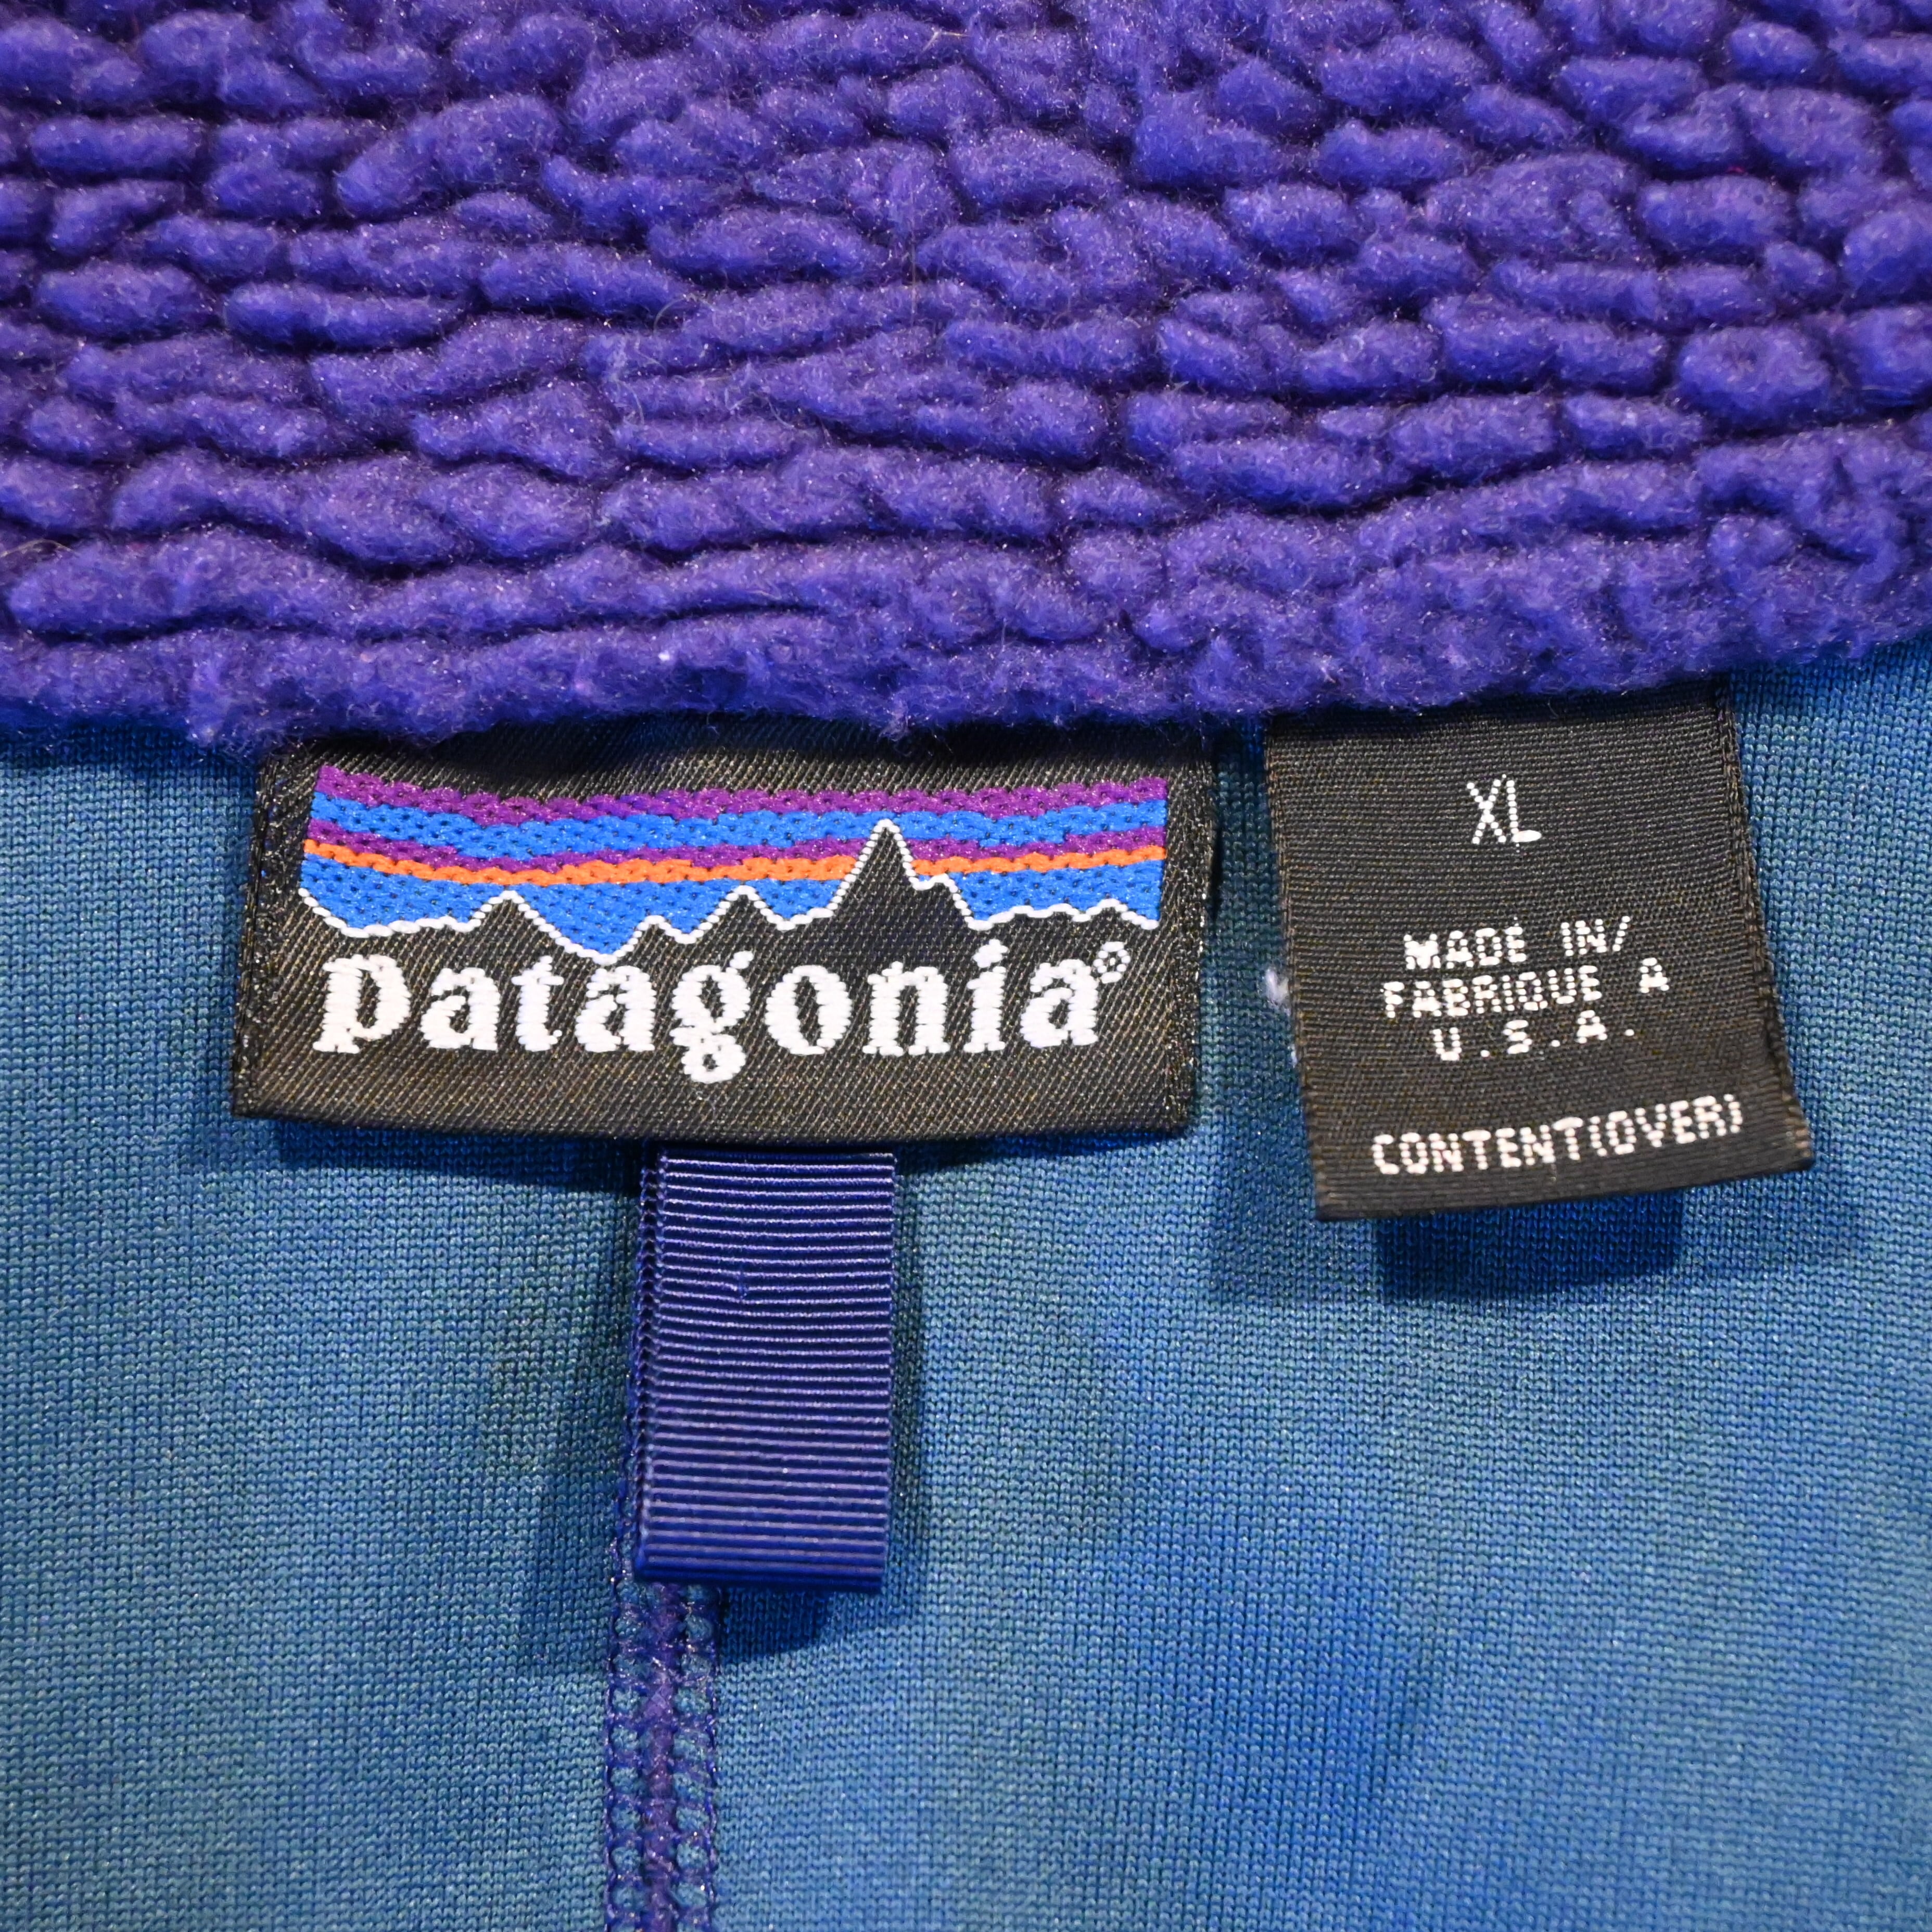 patagonia®
XL
MADE IN/
FABRIQUE A
U.S.A.
CONTENT(OVER)